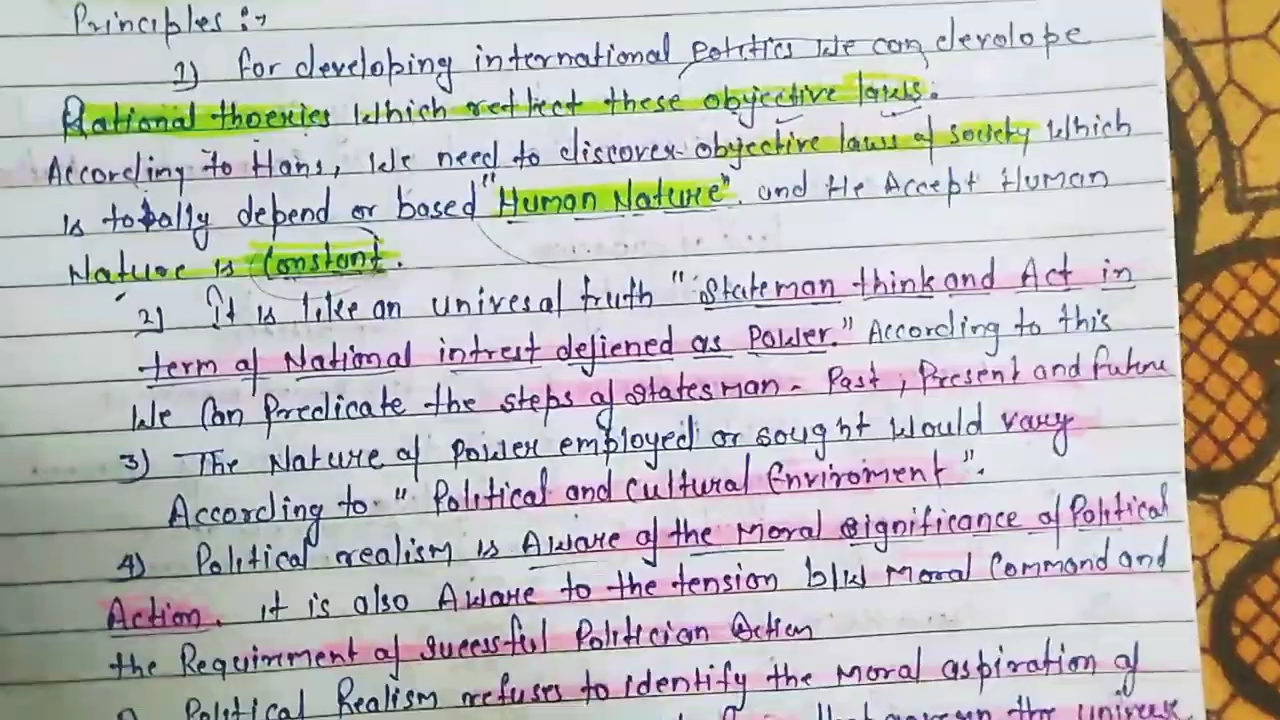 Principles :-
1) for developing international politics we can develope
Rational thoeries which reflect these objective laws.
According to Hans, we need to discover objective laws of society which
is totally depend or based "Human Nature". and He Accept Human
Nature is Constant.
2) It is like an univesal truth "Stateman think and Act in
term of National intrest defiened as Power." According to this
we can Predicate the steps of statesman - Past, Present and future
3) The Nature of Power employed or sought would vary
According to "Political and cultural Enviroment".
4) Political realism is Aware of the Moral significance of Political
Action. it is also Aware to the tension b/w Moral Command and
the Requirment of sucessful Politician Action
Political Realism refuses to identify the Moral aspiration of
the universe